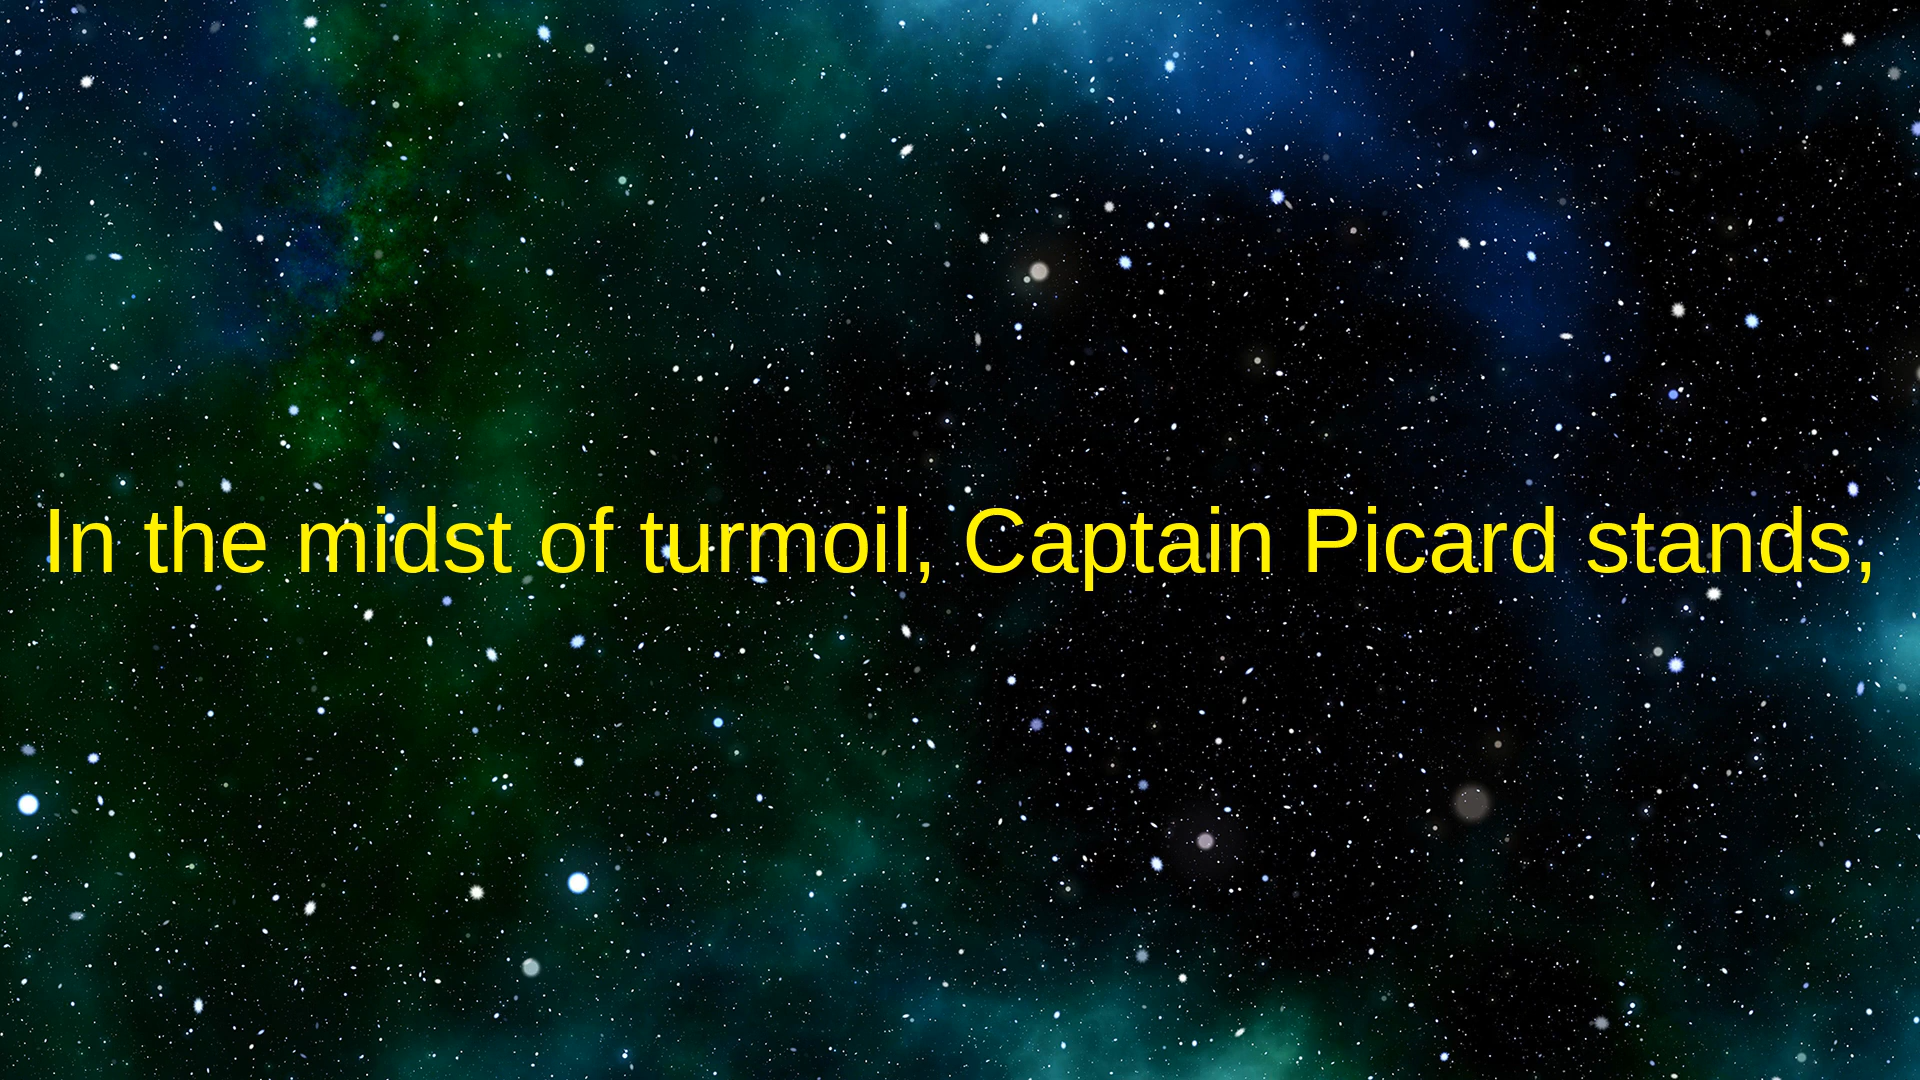 In the midst of turmoil, Captain Picard stands,